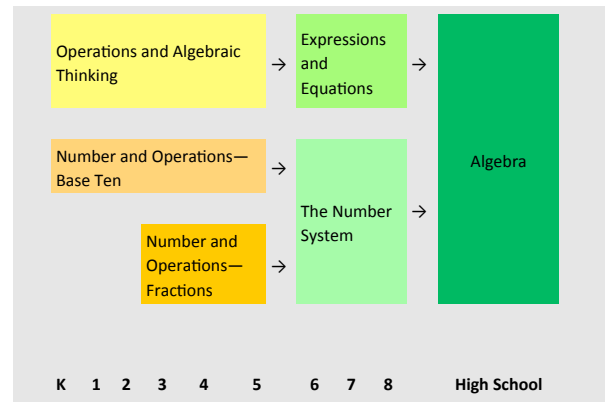 Operations and Algebraic
Thinking
→
Expressions
and
Equations
→
Number and Operations—
Base Ten
→
The Number
System
→
Algebra
Number and
Operations—
Fractions
→
K 1 2 3 4 5 6 7 8 High School